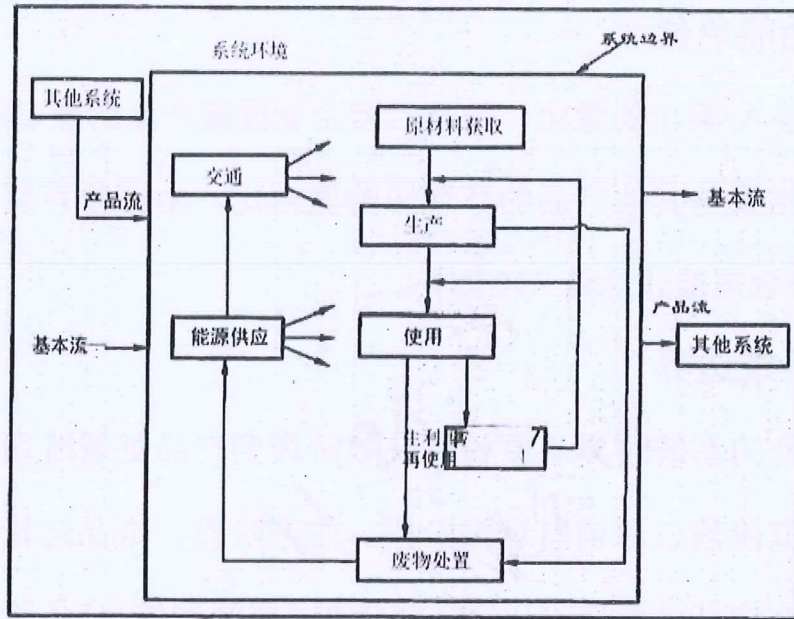 系统环境
系统边界
其他系统
原材料获取
交通
产品流
基本流
生产
产品流
基本流
能源供应
使用
其他系统
生利
再使用
废物处置